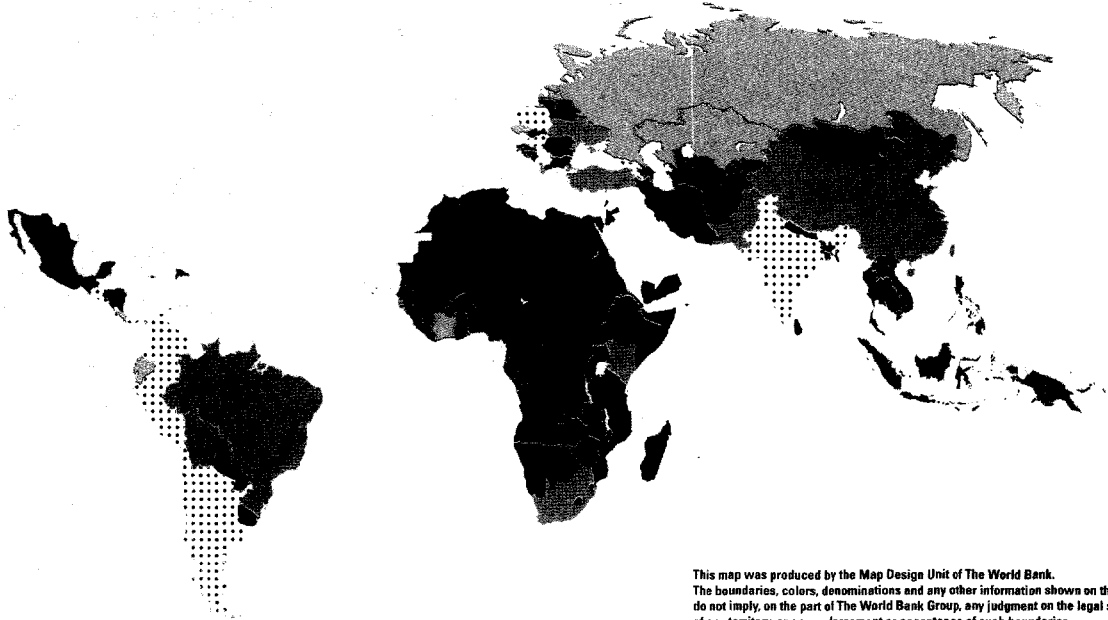 This map was produced by the Map Design Unit of The World Bank.
The boundaries, colors, denominations and any other information shown on
do not imply, on the part of The World Bank Group, any judgment on the legal